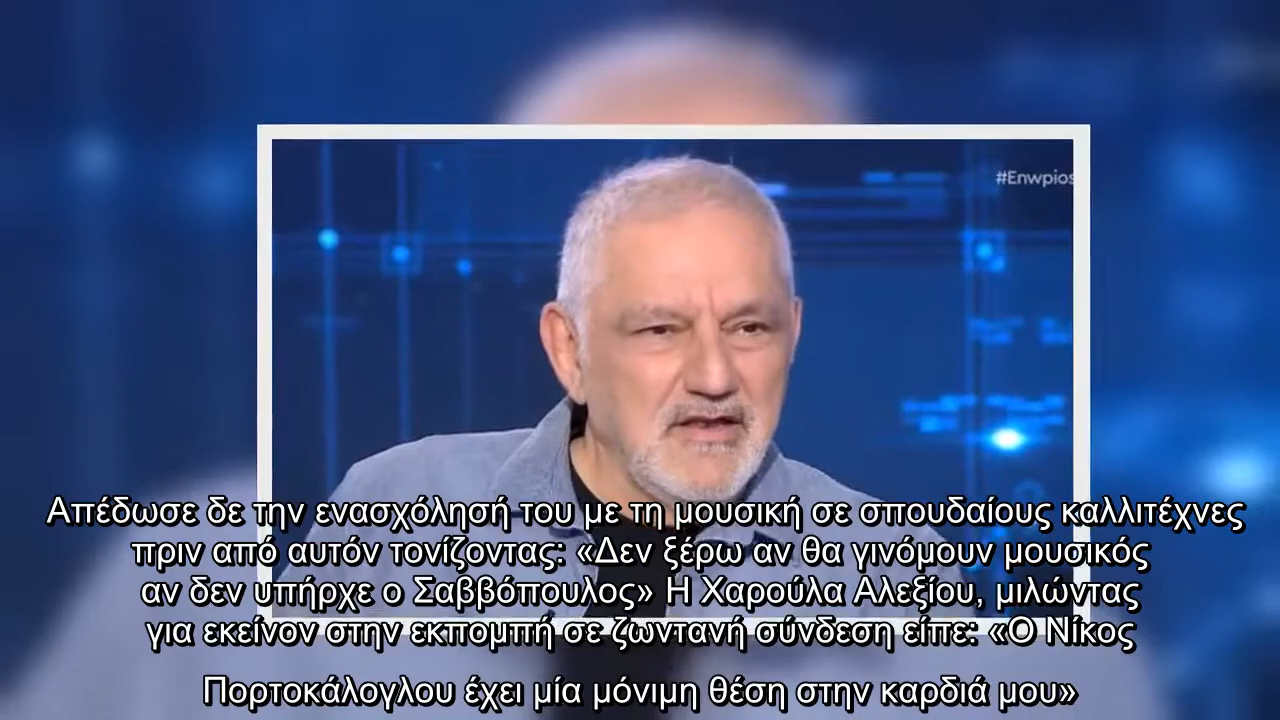 #Enwpios
Απέδωσε δε την ενασχόλησή του με τη μουσική σε σπουδαίους καλλιτέχνες
πριν από αυτόν τονίζοντας: «Δεν ξέρω αν θα γινόμουν μουσικός
αν δεν υπήρχε ο Σαββόπουλος» Η Χαρούλα Αλεξίου, μιλώντας
για εκείνον στην εκπομπή σε ζωντανή σύνδεση είπε: «Ο Νίκος
Πορτοκάλογλου έχει μία μόνιμη θέση στην καρδιά μου»